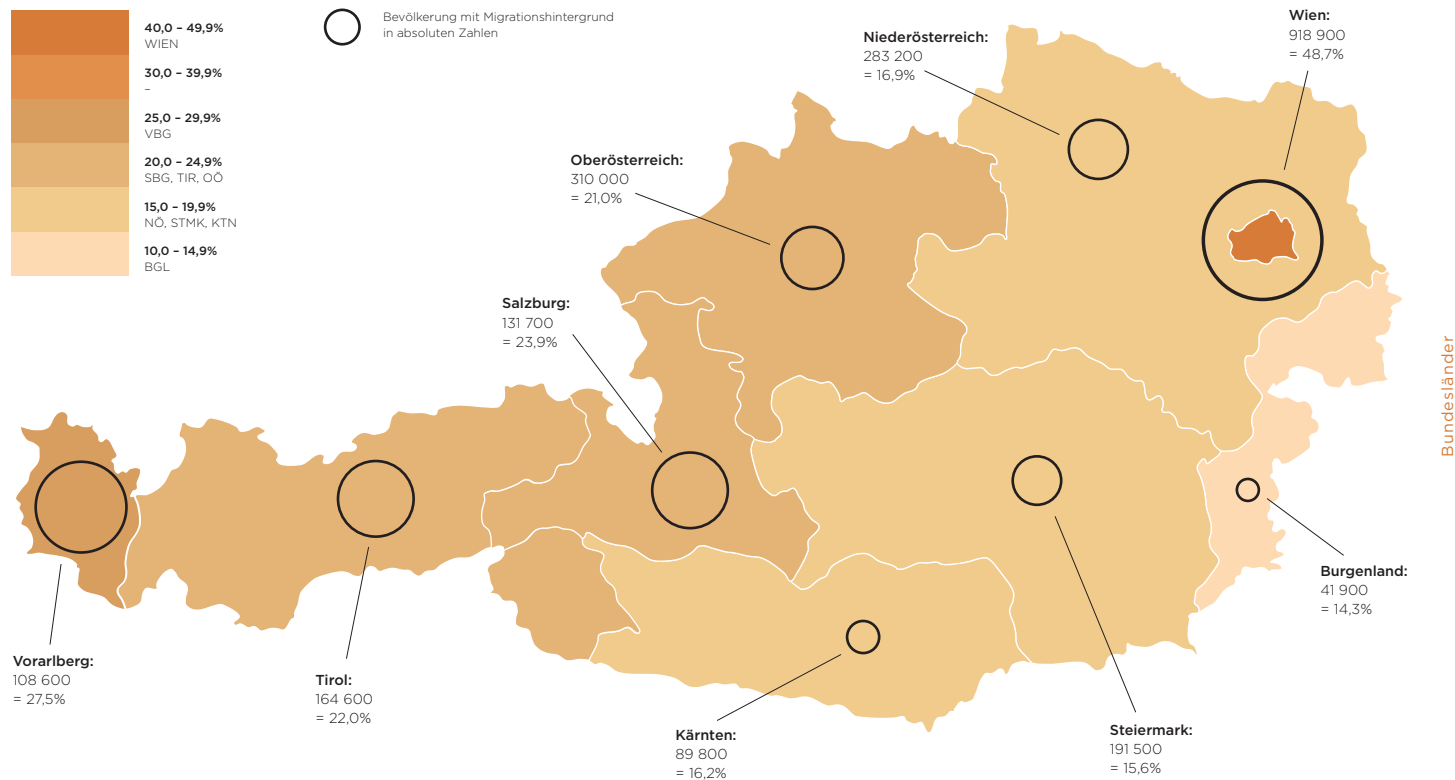 40,0 – 49,9%
WIEN
30,0 – 39,9%
–
25,0 – 29,9%
VBG
20,0 – 24,9%
SBG, TIR, OÖ
15,0 – 19,9%
NÖ, STMK, KTN
10,0 – 14,9%
BGL
Bevölkerung mit Migrationshintergrund
in absoluten Zahlen
Niederösterreich:
283 200
= 16,9%
Wien:
918 900
= 48,7%
Oberösterreich:
310 000
= 21,0%
Salzburg:
131 700
= 23,9%
Bundesländer
Burgenland:
41 900
= 14,3%
Vorarlberg:
108 600
= 27,5%
Tirol:
164 600
= 22,0%
Kärnten:
89 800
= 16,2%
Steiermark:
191 500
= 15,6%